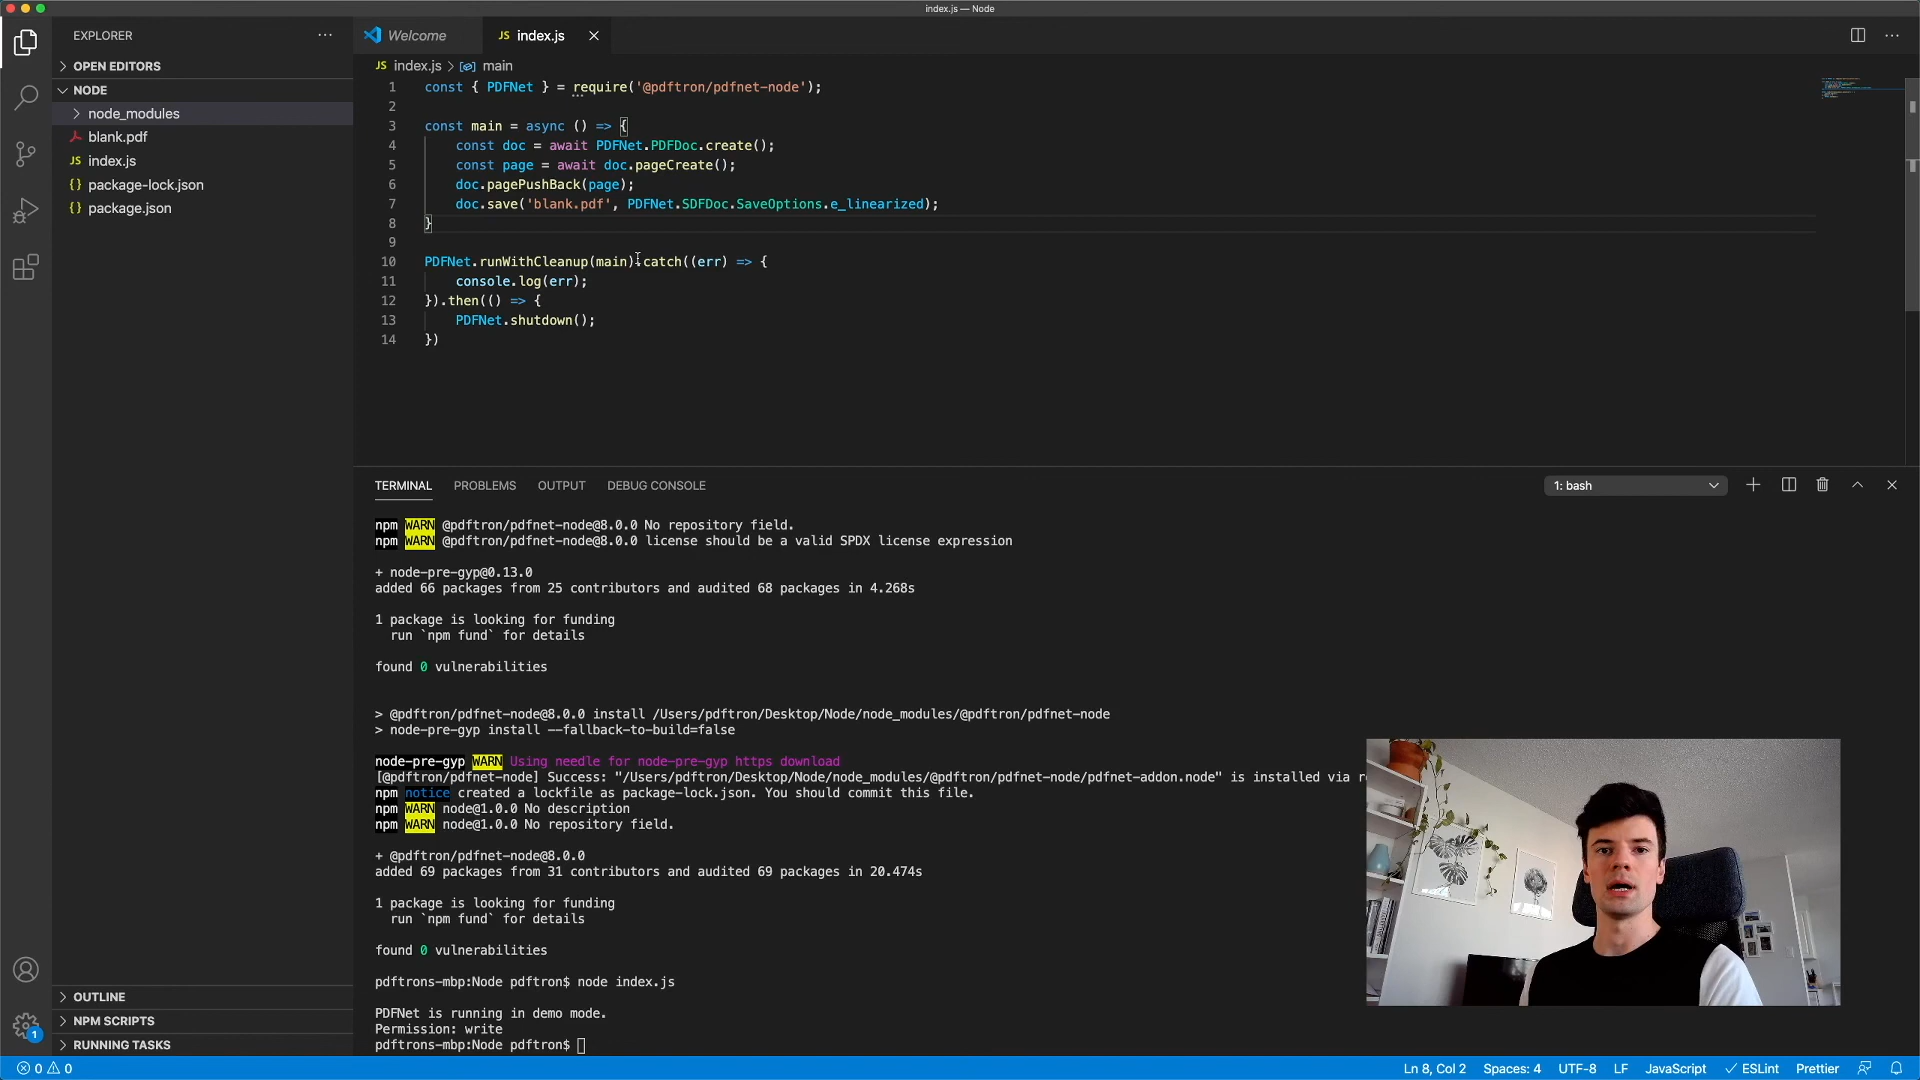 index.js — Node
EXPLORER
Welcome
JS index.js
OPEN EDITORS
NODE
node_modules
blank.pdf
JS index.js
{} package-lock.json
{} package.json
JS index.js > main
1 const { PDFNet } = require('@pdftron/pdfnet-node');
2
3 const main = async () => {
4 const doc = await PDFNet.PDFDoc.create();
5 const page = await doc.pageCreate();
6 doc.pagePushBack(page);
7 doc.save('blank.pdf', PDFNet.SDFDoc.SaveOptions.e_linearized);
8 }
9
10 PDFNet.runWithCleanup(main).catch((err) => {
11 console.log(err);
12 }).then(() => {
13 PDFNet.shutdown();
14 })
TERMINAL PROBLEMS OUTPUT DEBUG CONSOLE
1: bash
npm WARN @pdftron/pdfnet-node@8.0.0 No repository field.
npm WARN @pdftron/pdfnet-node@8.0.0 license should be a valid SPDX license expression
+ node-pre-gyp@0.13.0
added 66 packages from 25 contributors and audited 68 packages in 4.268s
1 package is looking for funding
run `npm fund` for details
found 0 vulnerabilities
> @pdftron/pdfnet-node@8.0.0 install /Users/pdftron/Desktop/Node/node_modules/@pdftron/pdfnet-node
> node-pre-gyp install --fallback-to-build=false
node-pre-gyp WARN Using needle for node-pre-gyp https download
[@pdftron/pdfnet-node] Success: "/Users/pdftron/Desktop/Node/node_modules/@pdftron/pdfnet-node/pdfnet-addon.node" is installed via
npm notice created a lockfile as package-lock.json. You should commit this file.
npm WARN node@1.0.0 No description
npm WARN node@1.0.0 No repository field.
+ @pdftron/pdfnet-node@8.0.0
added 69 packages from 31 contributors and audited 69 packages in 20.474s
1 package is looking for funding
run `npm fund` for details
found 0 vulnerabilities
pdftrons-mbp:Node pdftron$ node index.js
PDFNet is running in demo mode.
Permission: write
pdftrons-mbp:Node pdftron$
OUTLINE
NPM SCRIPTS
RUNNING TASKS
1
0 0
Ln 8, Col 2 Spaces: 4 UTF-8 LF JavaScript ESLint Prettier